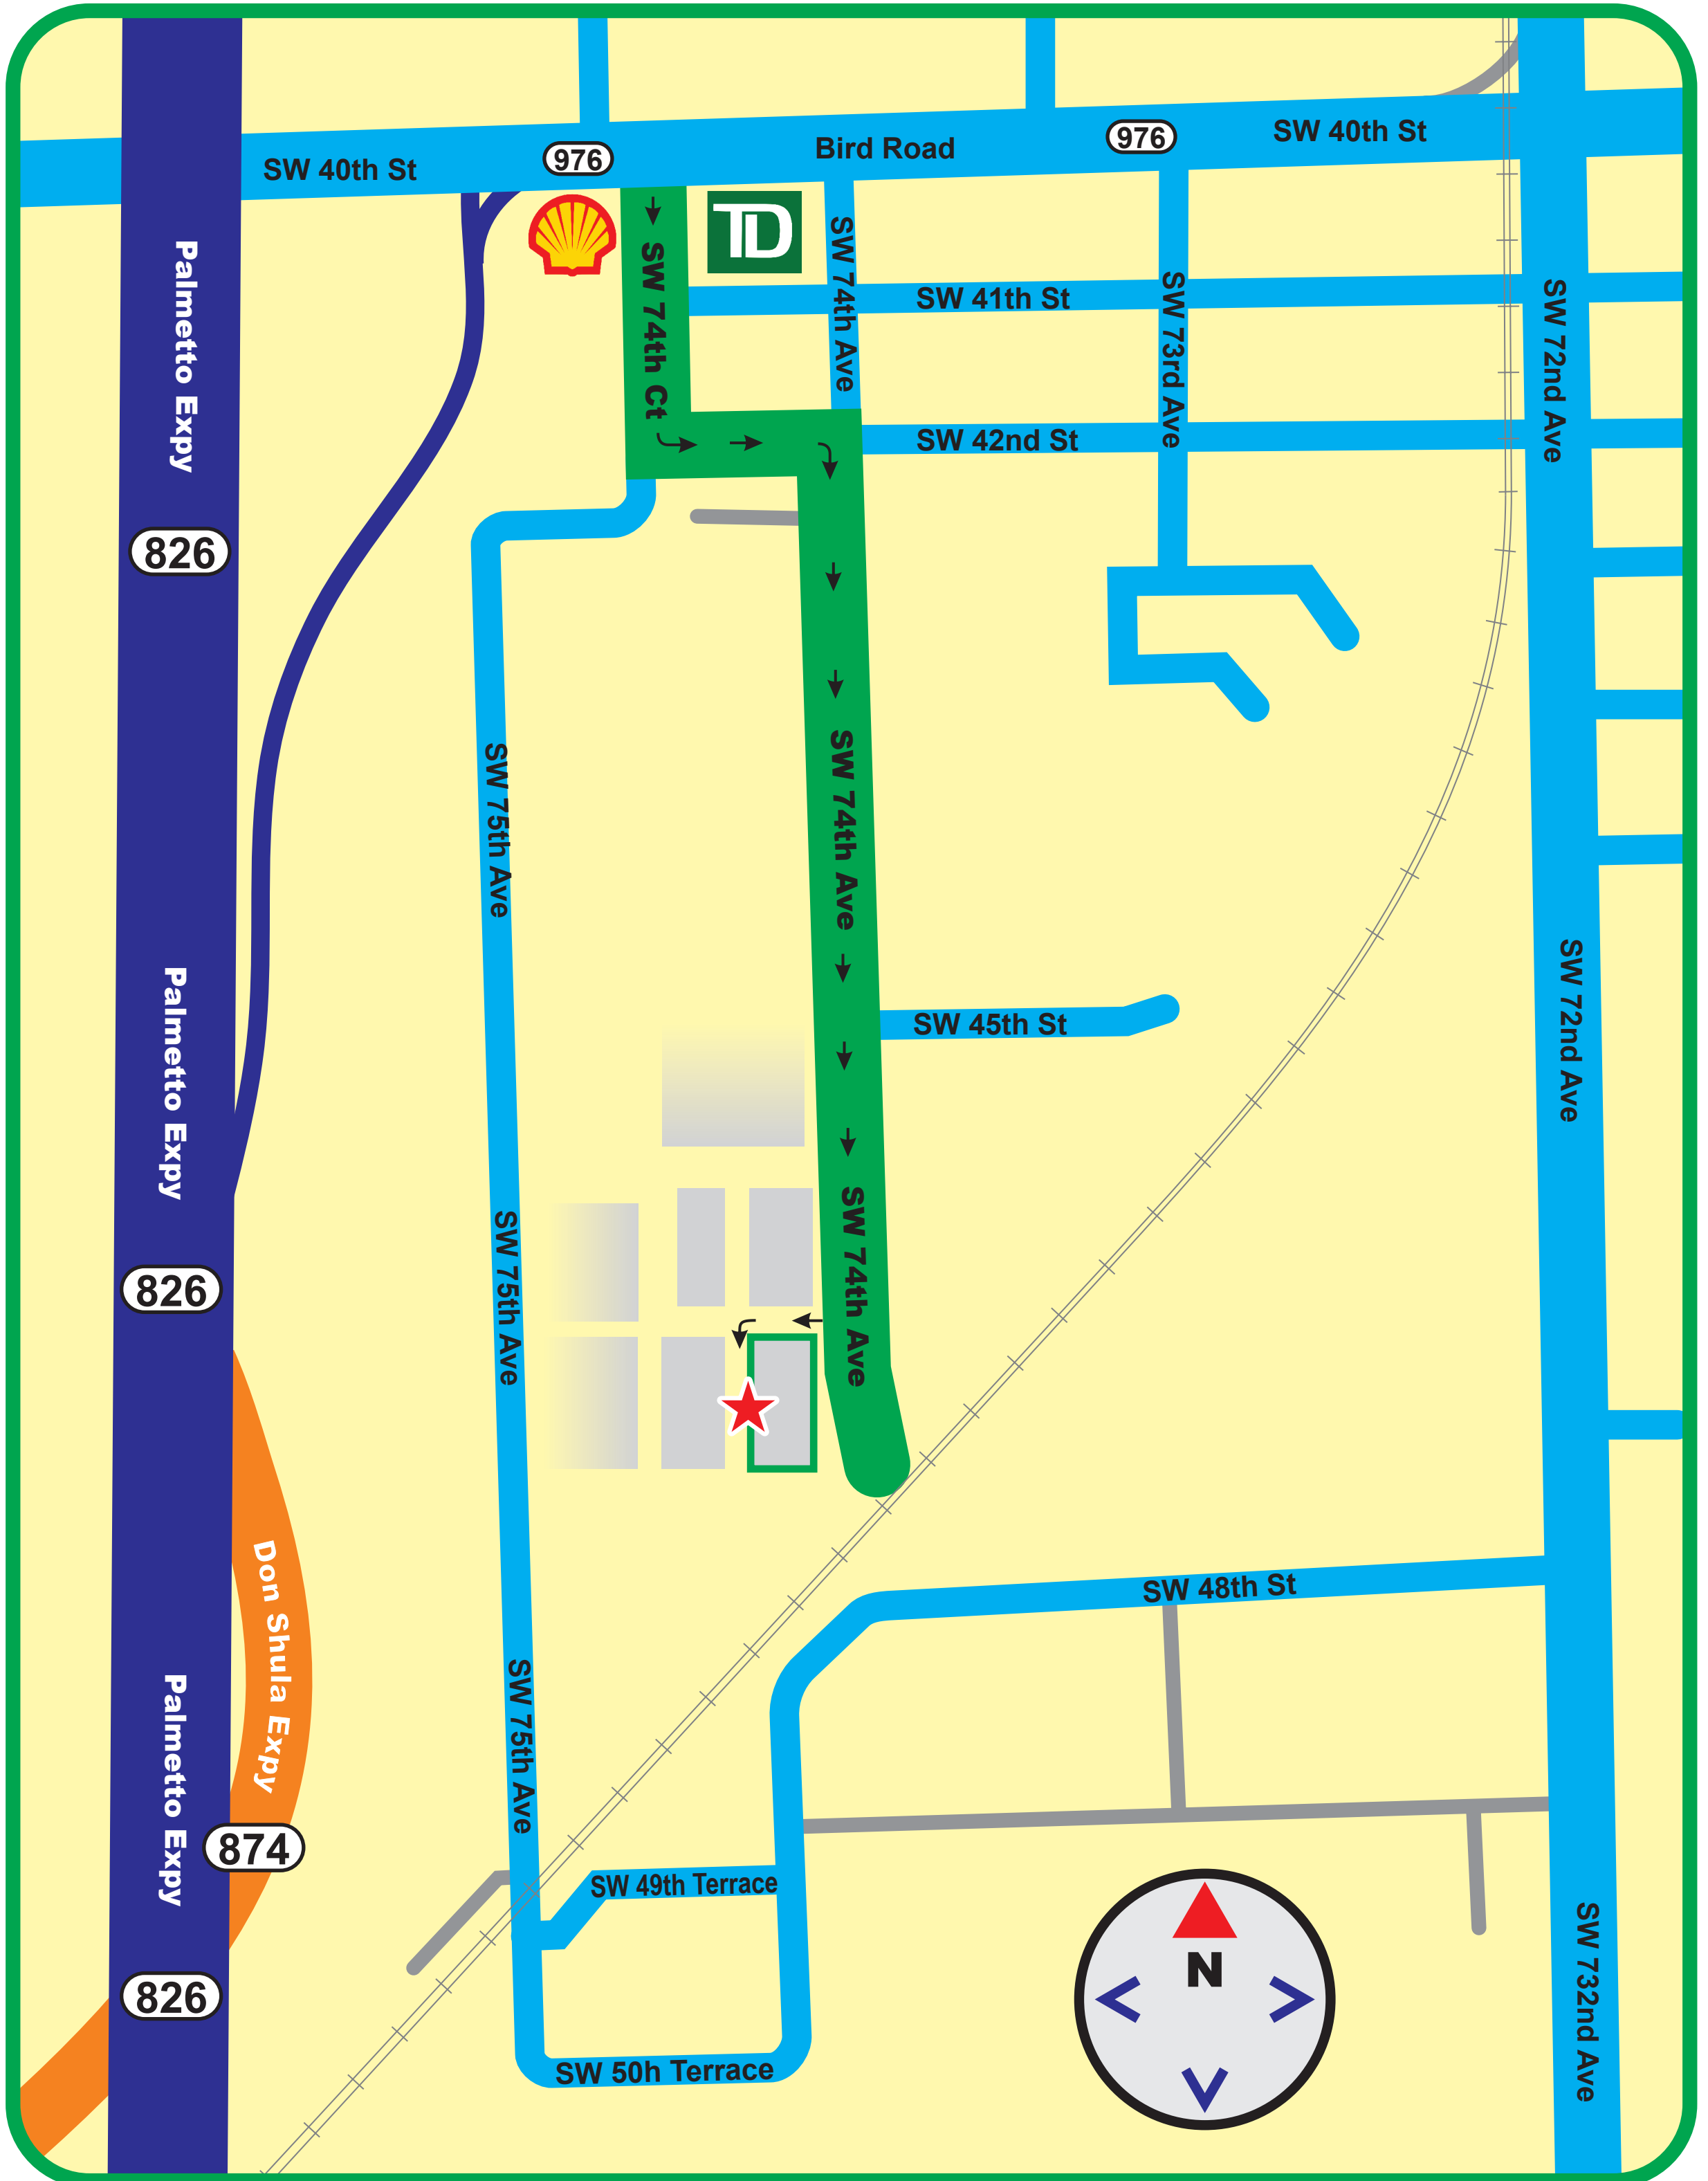 976
SW 40th St
Bird Road
SW 40th St
976
Palmetto Expy
TD
SW 74th Ct
SW 74th Ave
SW 41th St
SW 73rd Ave
SW 72nd Ave
SW 42nd St
826
SW 75th Ave
SW 74th Ave
SW 72nd Ave
Palmetto Expy
SW 45th St
SW 75th Ave
SW 74th Ave
826
Don Shula Expy
SW 48th St
Palmetto Expy
SW 75th Ave
874
SW 49th Terrace
826
N
SW 732nd Ave
SW 50h Terrace